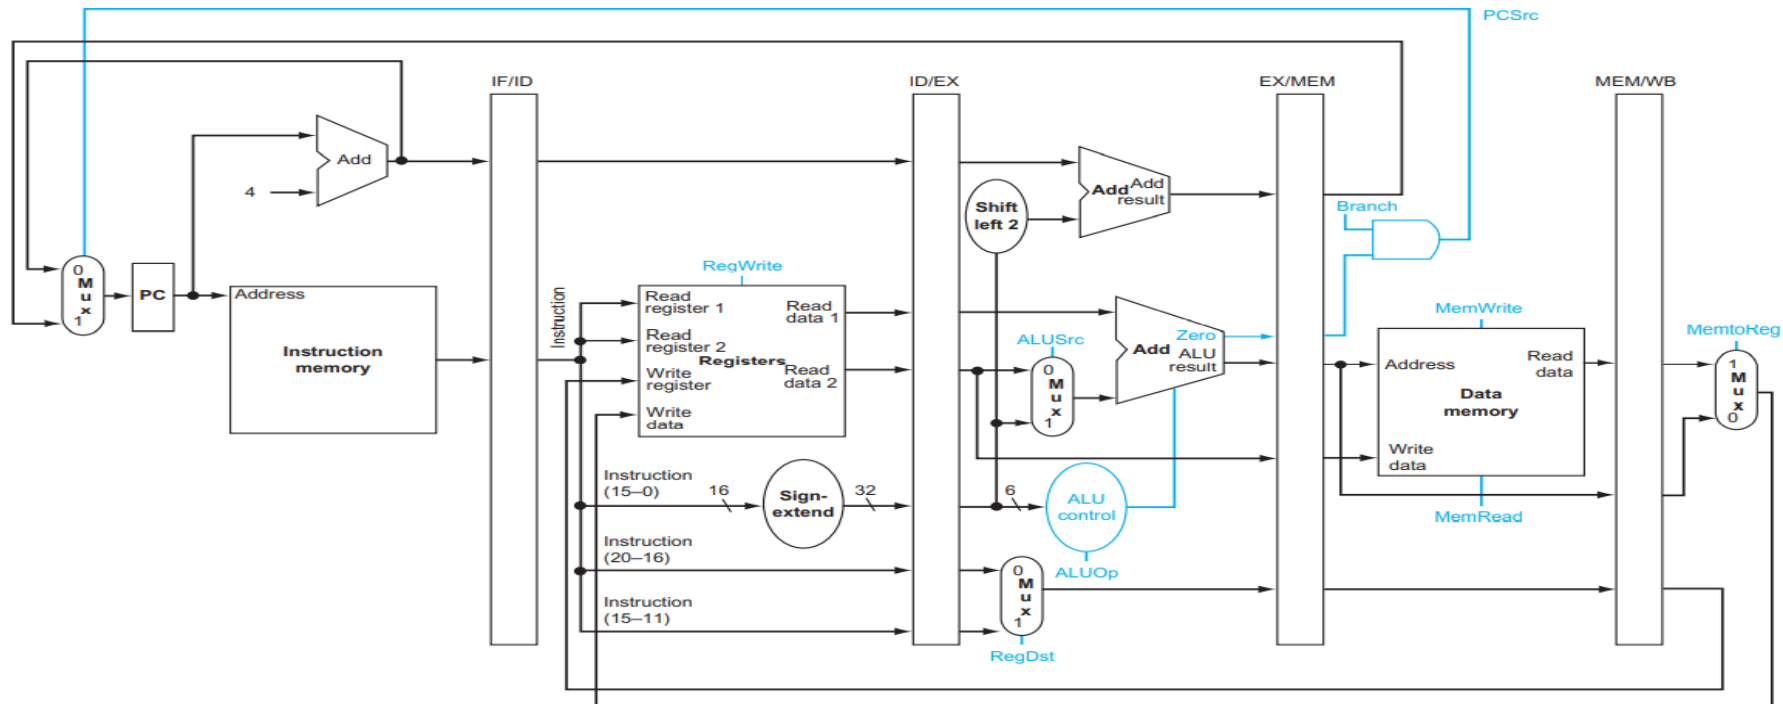 PCSrc
IF/ID
ID/EX
EX/MEM
MEM/WB
Add
4
Shift
left 2
Add
Add
result
Branch
0
M
u
x
1
PC
Address
Instruction
memory
Instruction
RegWrite
Read
register 1
Read
register 2
Write
register
Write
data
Registers
Read
data 1
Read
data 2
ALUSrc
0
M
u
x
1
Add
Zero
ALU
result
MemWrite
Address
Read
data
Data
memory
Write
data
MemRead
MemtoReg
1
M
u
x
0
Instruction
(15–0)
16
Sign-
extend
32
6
ALU
control
ALUOp
Instruction
(20–16)
Instruction
(15–11)
0
M
u
x
1
RegDst